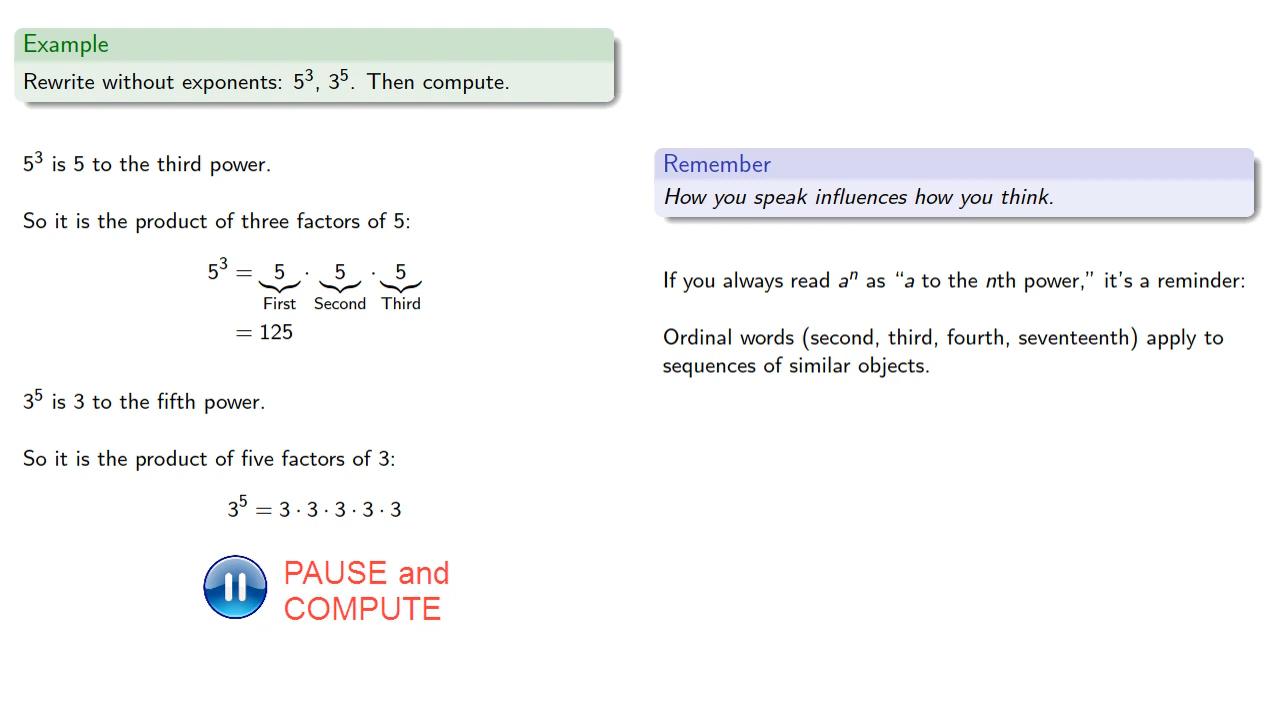 Example
Rewrite without exponents: 5³, 3⁵. Then compute.
5³ is 5 to the third power.
So it is the product of three factors of 5:
5³ = 5 · 5 · 5
First Second Third
= 125
3⁵ is 3 to the fifth power.
So it is the product of five factors of 3:
3⁵ = 3 · 3 · 3 · 3 · 3
PAUSE and
COMPUTE
Remember
How you speak influences how you think.
If you always read aⁿ as “a to the nth power,” it’s a reminder:
Ordinal words (second, third, fourth, seventeenth) apply to
sequences of similar objects.